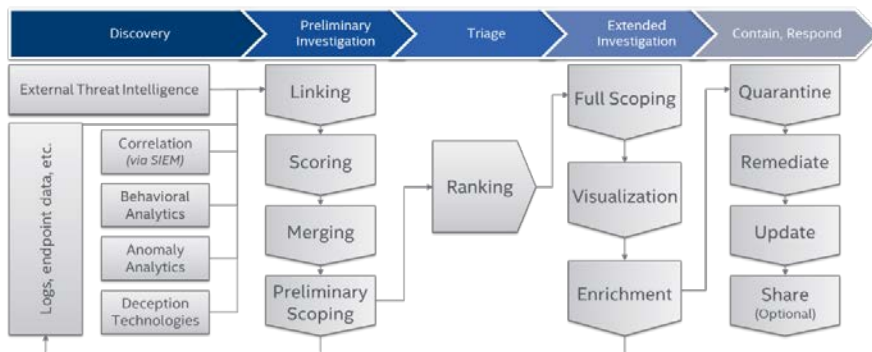 Discovery
Preliminary
Investigation
Triage
Extended
Investigation
Contain, Respond
External Threat Intelligence
Logs, endpoint data, etc.
Correlation
(via SIEM)
Behavioral
Analytics
Anomaly
Analytics
Deception
Technologies
Linking
Scoring
Merging
Preliminary
Scoping
Ranking
Full Scoping
Visualization
Enrichment
Quarantine
Remediate
Update
Share
(Optional)